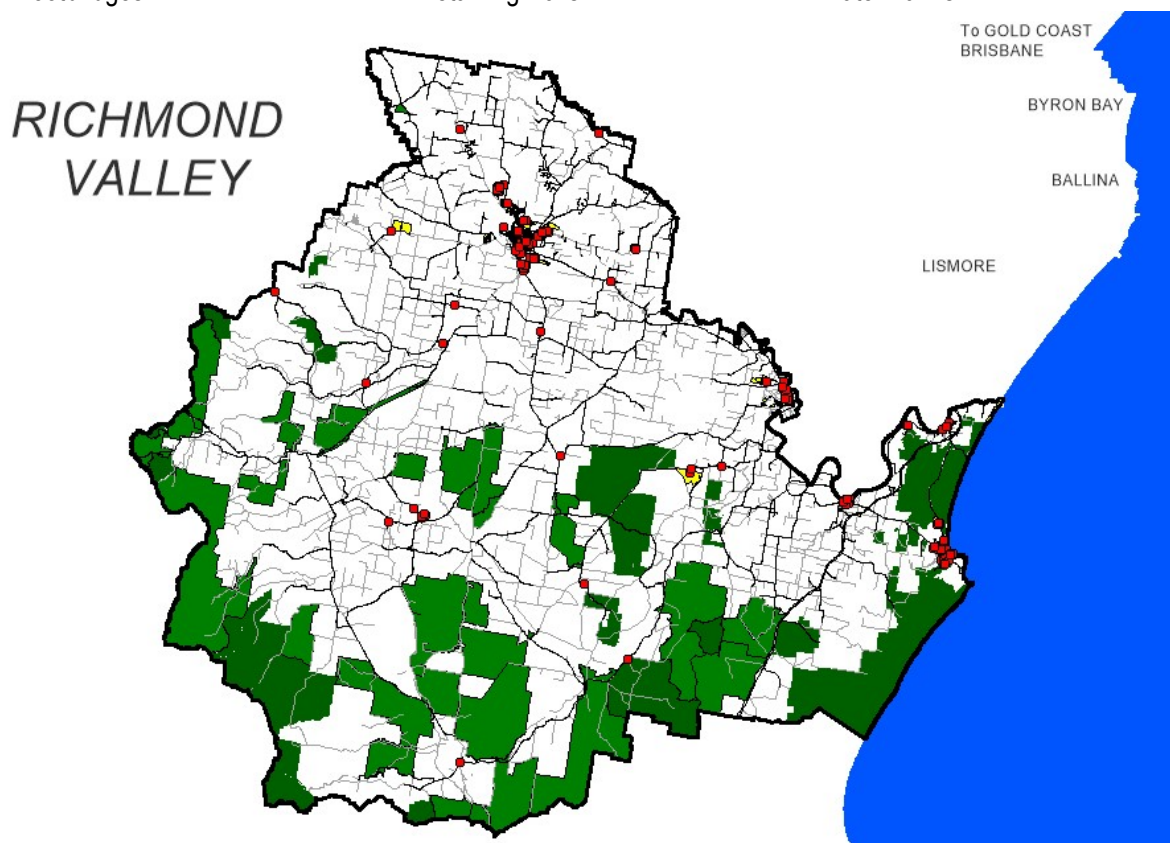 To GOLD COAST
BRISBANE
RICHMOND
VALLEY
BYRON BAY
BALLINA
LISMORE